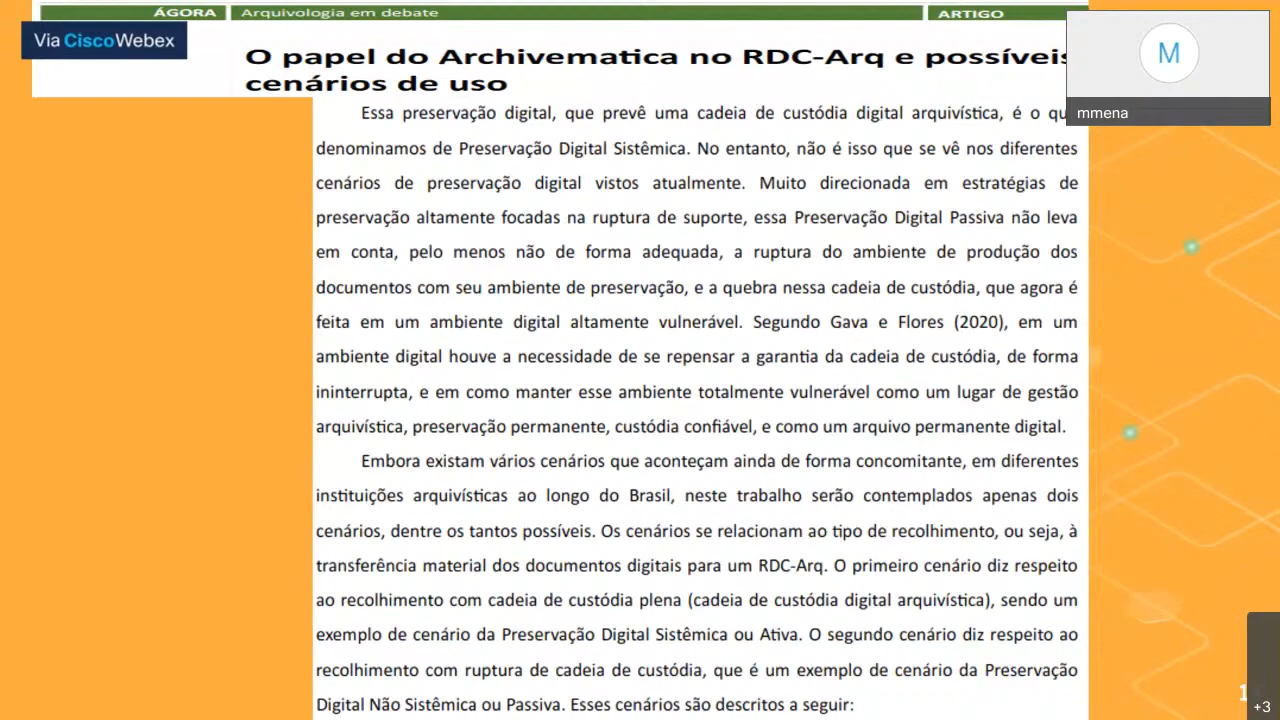 ÁGORA Arquivologia em debate ARTIGO
Via CiscoWebex
O papel do Archivematica no RDC-Arq e possíveis
cenários de uso
M
mmena
Essa preservação digital, que prevê uma cadeia de custódia digital arquivística, é o
denominamos de Preservação Digital Sistêmica. No entanto, não é isso que se vê nos diferentes
cenários de preservação digital vistos atualmente. Muito direcionada em estratégias de
preservação altamente focadas na ruptura de suporte, essa Preservação Digital Passiva não leva
em conta, pelo menos não de forma adequada, a ruptura do ambiente de produção dos
documentos com seu ambiente de preservação, e a quebra nessa cadeia de custódia, que agora é
feita em um ambiente digital altamente vulnerável. Segundo Gava e Flores (2020), em um
ambiente digital houve a necessidade de se repensar a garantia da cadeia de custódia, de forma
ininterrupta, e em como manter esse ambiente totalmente vulnerável como um lugar de gestão
arquivística, preservação permanente, custódia confiável, e como um arquivo permanente digital.
Embora existam vários cenários que aconteçam ainda de forma concomitante, em diferentes
instituições arquivísticas ao longo do Brasil, neste trabalho serão contemplados apenas dois
cenários, dentre os tantos possíveis. Os cenários se relacionam ao tipo de recolhimento, ou seja, à
transferência material dos documentos digitais para um RDC-Arq. O primeiro cenário diz respeito
ao recolhimento com cadeia de custódia plena (cadeia de custódia digital arquivística), sendo um
exemplo de cenário da Preservação Digital Sistêmica ou Ativa. O segundo cenário diz respeito ao
recolhimento com ruptura de cadeia de custódia, que é um exemplo de cenário da Preservação
Digital Não Sistêmica ou Passiva. Esses cenários são descritos a seguir:
+3